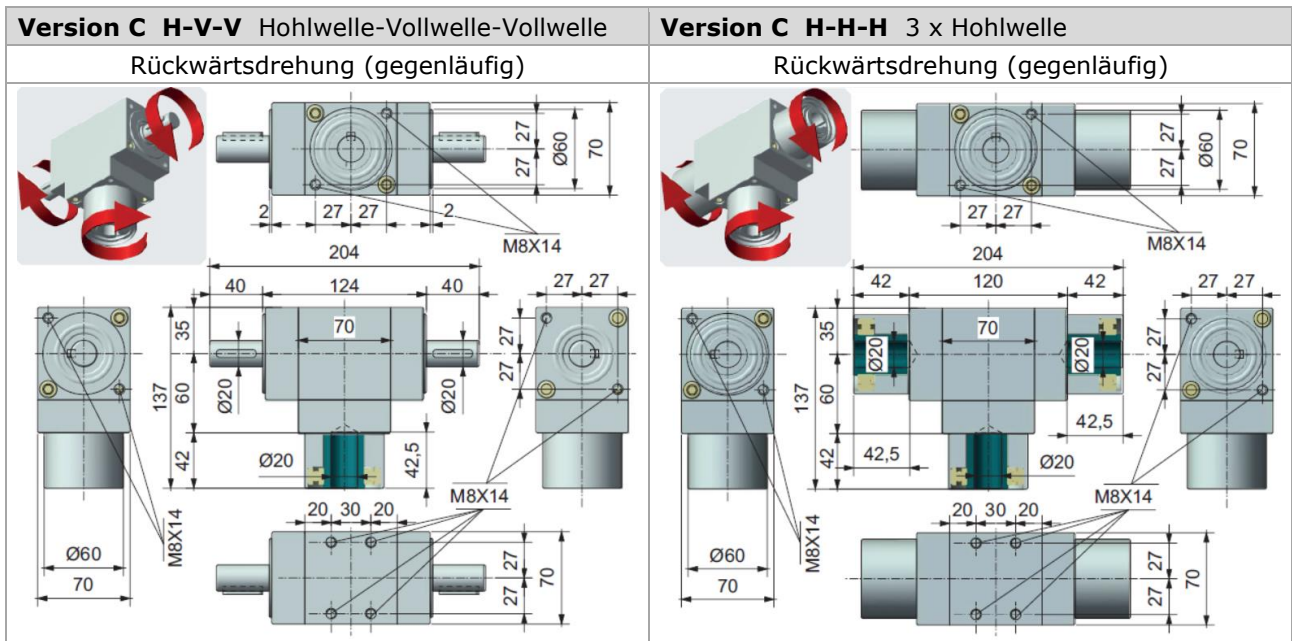 Version C H-V-V Hohlwelle-Vollwelle-Vollwelle
Rückwärtsdrehung (gegenläufig)
27
27
Ø60
70
2
27
27
2
M8X14
204
40
124
40
27
27
35
60
42
137
70
Ø20
Ø20
27
27
Ø20
42,5
M8X14
M8X14
Ø60
70
20
30
20
27
27
70
Version C H-H-H 3 x Hohlwelle
Rückwärtsdrehung (gegenläufig)
27
27
Ø60
70
27
27
M8X14
204
42
120
42
27
27
35
60
42
137
70
Ø20
Ø20
27
27
42,5
42,5
Ø20
M8X14
M8X14
Ø60
70
20
30
20
27
27
70